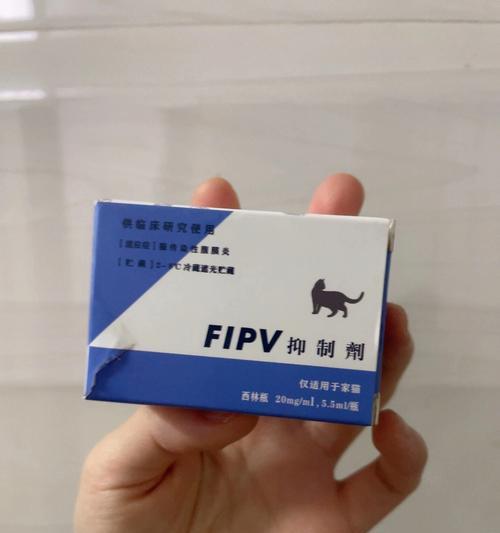 供临床研究使用
【适应症】猫传染性腹膜炎
【贮藏】2-8℃冷藏遮光贮藏
FIPV 抑制劑
仅适用于家猫
西林瓶 20mg/ml,5.5ml/瓶